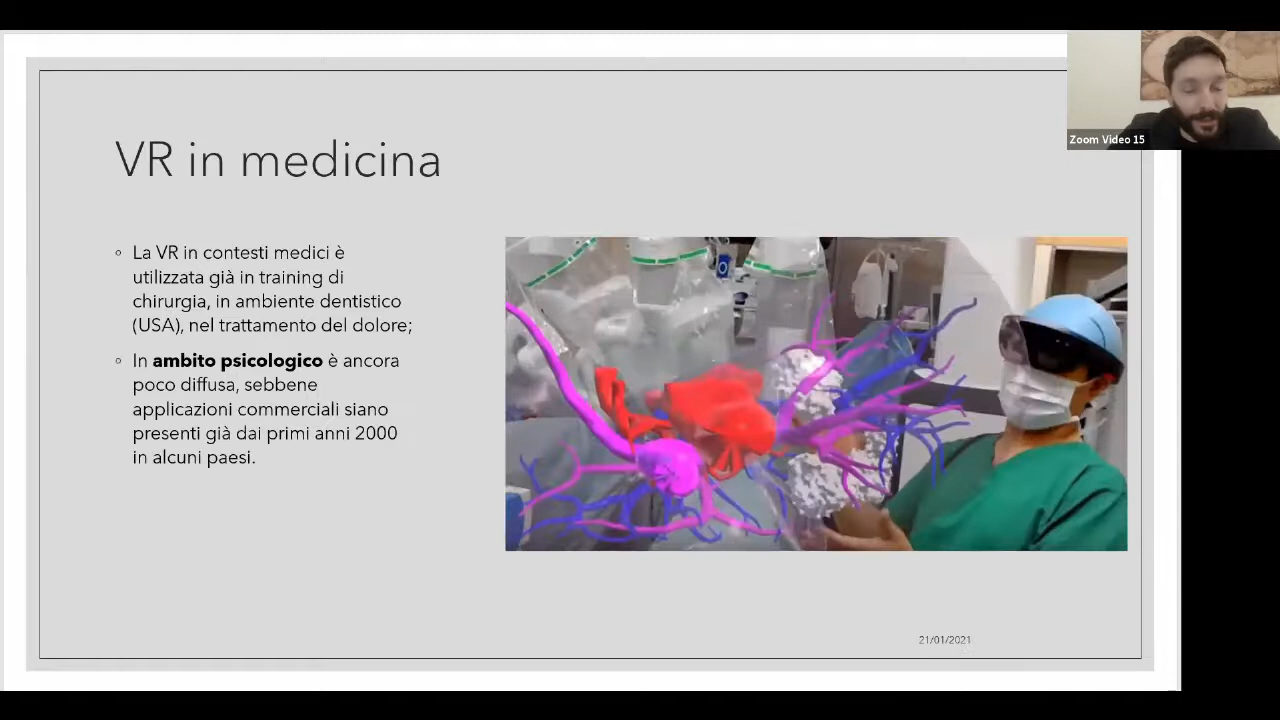 Zoom Video 15
VR in medicina
◦ La VR in contesti medici è
utilizzata già in training di
chirurgia, in ambiente dentistico
(USA), nel trattamento del dolore;
◦ In ambito psicologico è ancora
poco diffusa, sebbene
applicazioni commerciali siano
presenti già dai primi anni 2000
in alcuni paesi.
21/01/2021